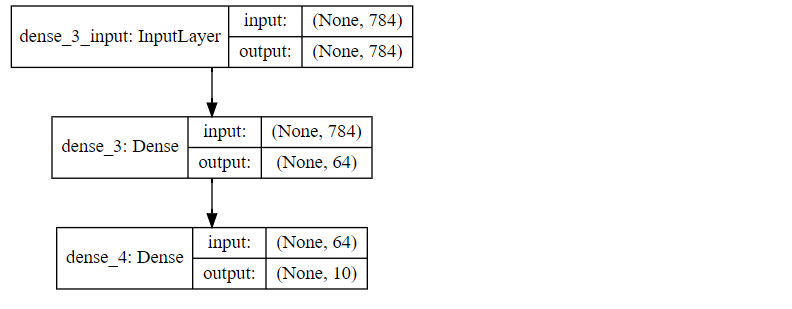 dense_3_input: InputLayer
input: (None, 784)
output: (None, 784)
dense_3: Dense
input: (None, 784)
output: (None, 64)
dense_4: Dense
input: (None, 64)
output: (None, 10)